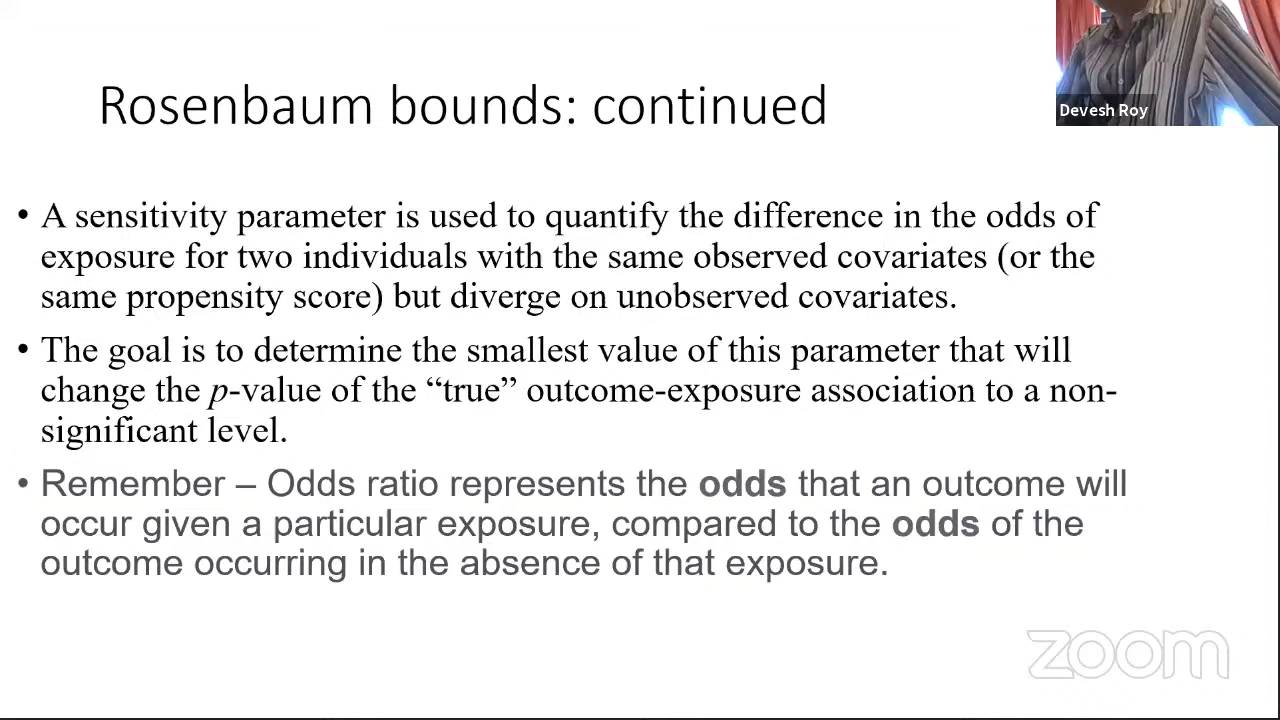 Devesh Roy
Rosenbaum bounds: continued
• A sensitivity parameter is used to quantify the difference in the odds of
exposure for two individuals with the same observed covariates (or the
same propensity score) but diverge on unobserved covariates.
• The goal is to determine the smallest value of this parameter that will
change the p-value of the “true” outcome-exposure association to a non-
significant level.
• Remember – Odds ratio represents the odds that an outcome will
occur given a particular exposure, compared to the odds of the
outcome occurring in the absence of that exposure.
zoom